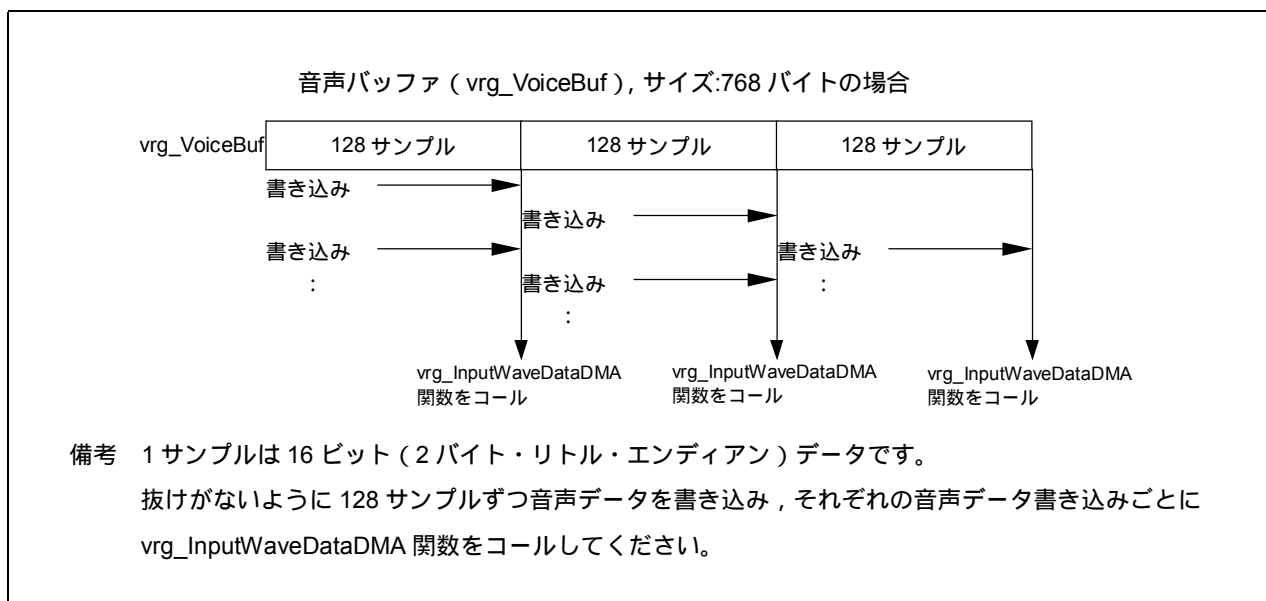 音声バッファ（vrg_VoiceBuf）, サイズ:768 バイトの場合
vrg_VoiceBuf 128 サンプル 128 サンプル 128 サンプル
書き込み
書き込み
書き込み 書き込み
： 書き込み ：
：
vrg_InputWaveDataDMA vrg_InputWaveDataDMA vrg_InputWaveDataDMA
関数をコール 関数をコール 関数をコール
備考 1 サンプルは 16 ビット（2 バイト・リトル・エンディアン）データです。
抜けがないように 128 サンプルずつ音声データを書き込み，それぞれの音声データ書き込みごとに
vrg_InputWaveDataDMA 関数をコールしてください。